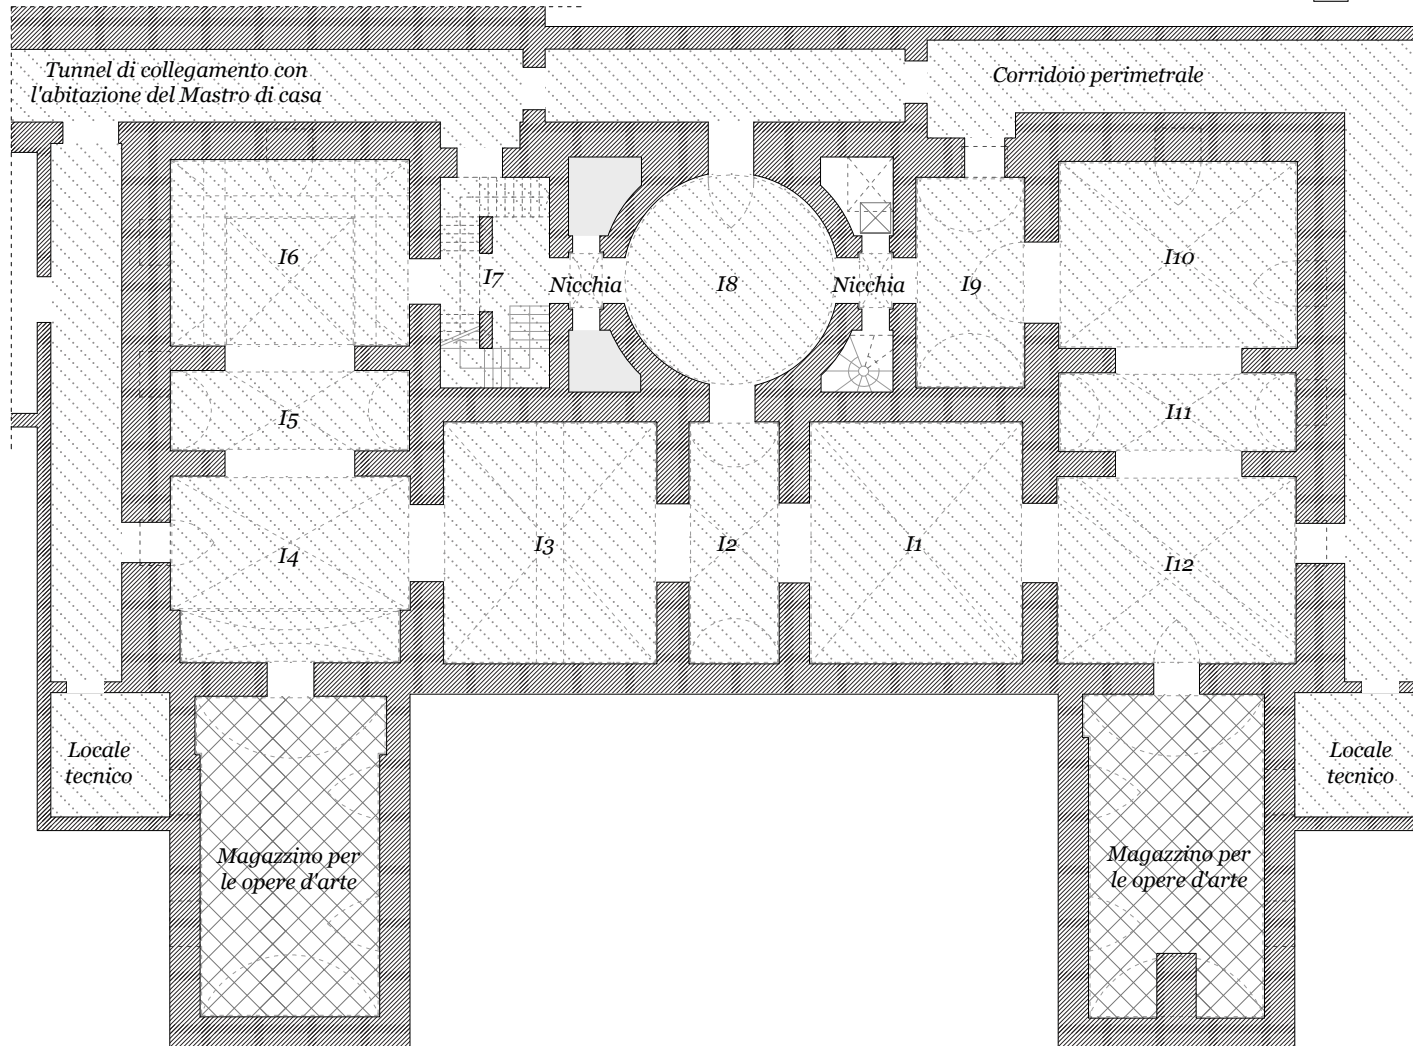 Tunnel di collegamento con
l'abitazione del Mastro di casa
Corridoio perimetrale
I6
I7
Nicchia
I8
Nicchia
I9
I10
I5
I11
I4
I3
I2
I1
I12
Locale
tecnico
Locale
tecnico
Magazzino per
le opere d'arte
Magazzino per
le opere d'arte